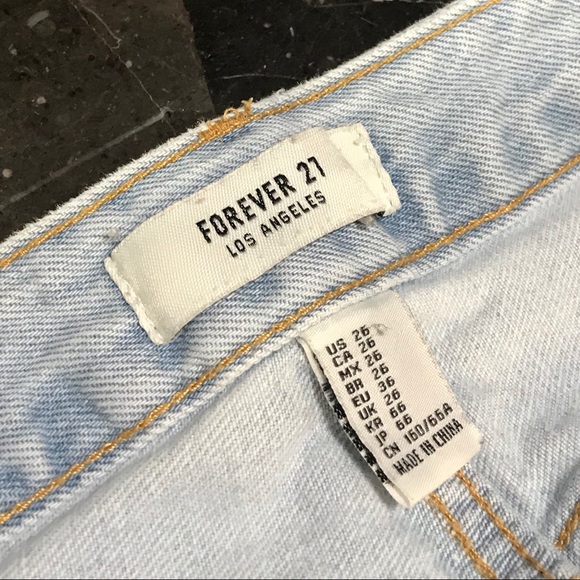 FOREVER 21
LOS ANGELES
US 26
CA 26
MX 26
BR 26
EU 36
UK 26
KR 66
JP 66
CN 160/66A
MADE IN CHINA